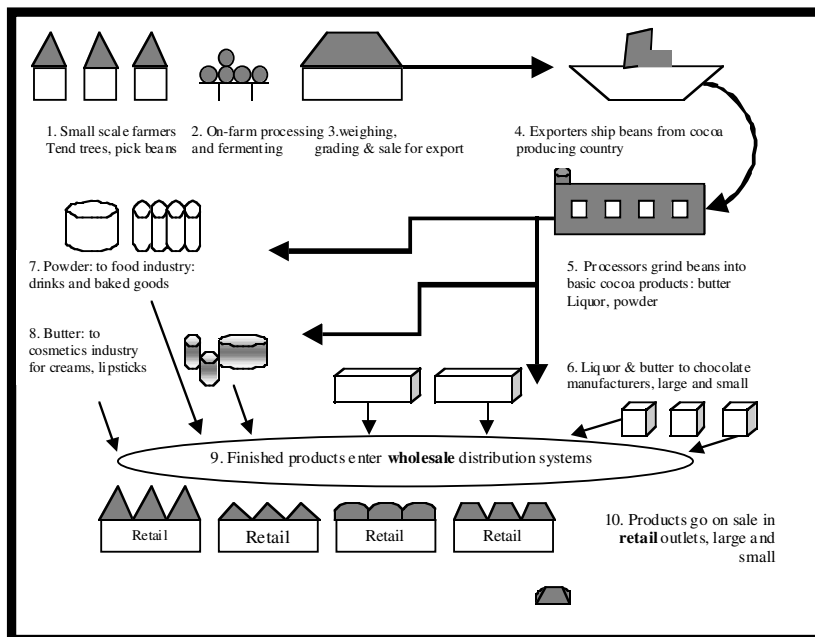 1. Small scale farmers
Tend trees, pick beans
2. On-farm processing
and fermenting
3.weighing,
grading & sale for export
4. Exporters ship beans from cocoa
producing country
5. Processors grind beans into
basic cocoa products: butter
Liquor, powder
6. Liquor & butter to chocolate
manufacturers, large and small
7. Powder: to food industry:
drinks and baked goods
8. Butter: to
cosmetics industry
for creams, lipsticks
9. Finished products enter wholesale distribution systems
Retail
Retail
Retail
Retail
10. Products go on sale in
retail outlets, large and
small